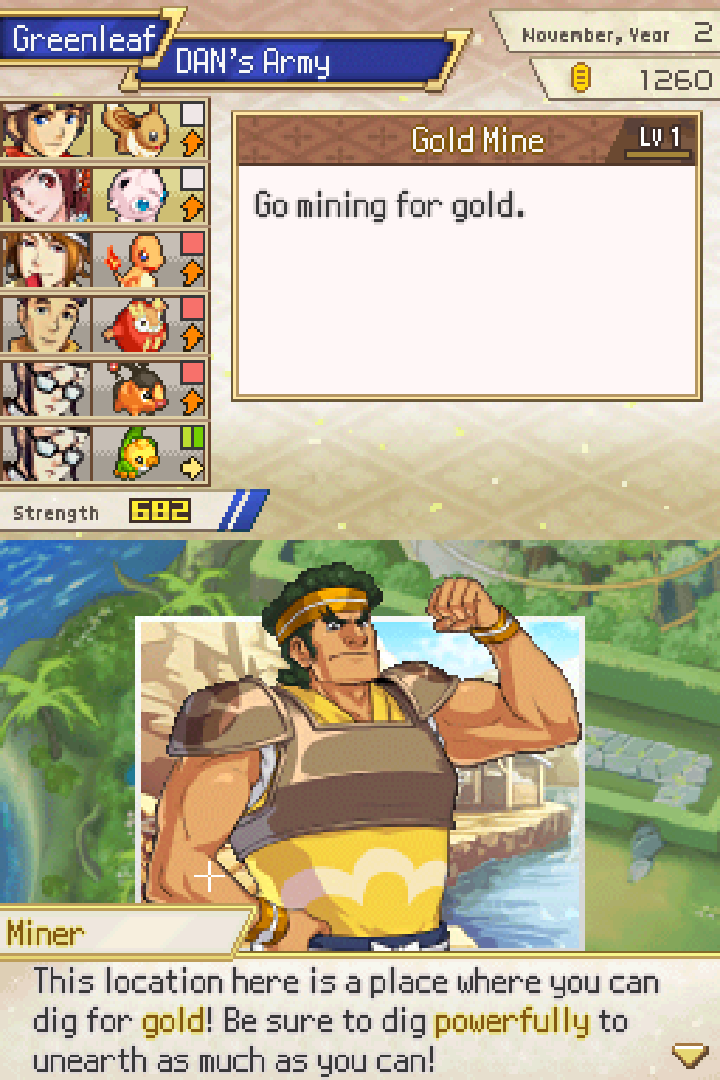 Greenleaf
DAN's Army
November, Year 2
1260
Gold Mine
Lv 1
Go mining for gold.
Strength 682
Miner
This location here is a place where you can
dig for gold! Be sure to dig powerfully to
unearth as much as you can!